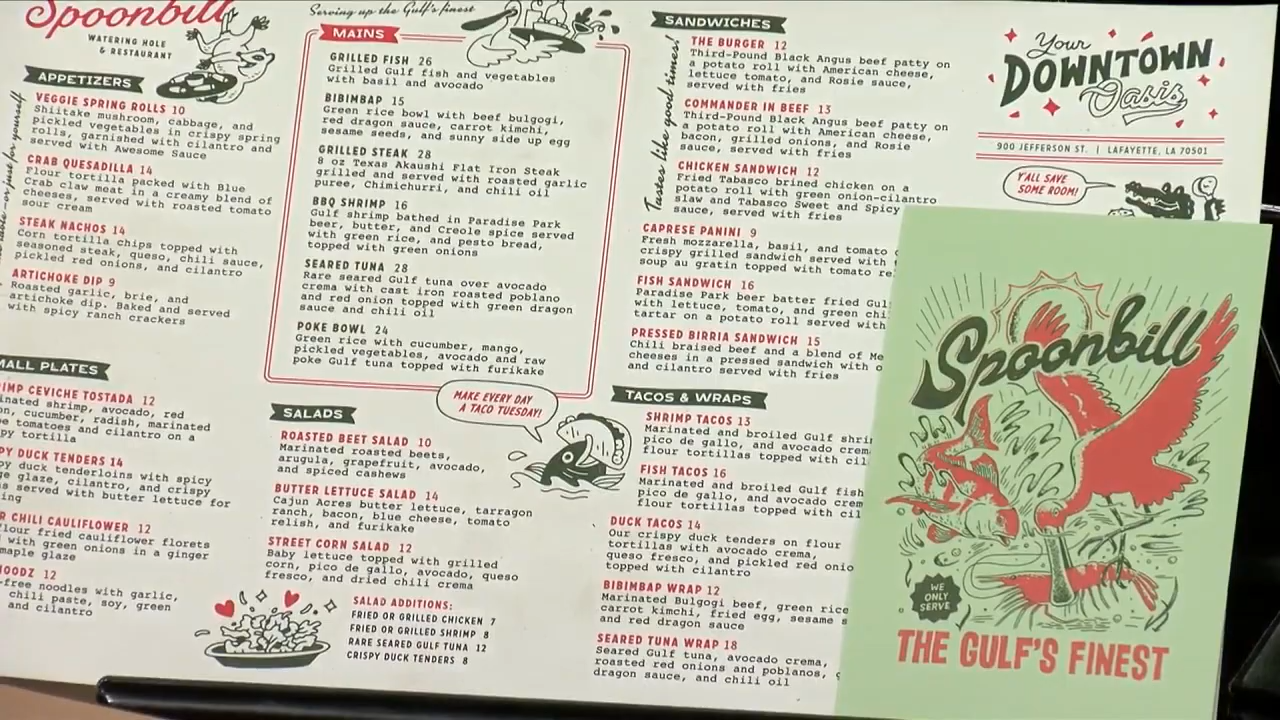 Spoonbill
WATERING HOLE
& RESTAURANT
APPETIZERS
VEGGIE SPRING ROLLS 10
Shiitake mushroom, cabbage, and
pickled vegetables in crispy spring
rolls, garnished with cilantro and
served with Awesome Sauce
CRAB QUESADILLA 14
Flour tortilla packed with Blue
Crab claw meat in a creamy blend of
cheeses, served with roasted tomato
sour cream
STEAK NACHOS 14
Corn tortilla chips topped with
seasoned steak, queso, chili sauce,
pickled red onions, and cilantro
ARTICHOKE DIP 9
Roasted garlic, brie, and
artichoke dip. Baked and served
with spicy ranch crackers
or just for yourself
MALL PLATES
IMP CEVICHE TOSTADA 12
inated shrimp, avocado, red
on, cucumber, radish, marinated
tomatoes and cilantro on a
py tortilla
PY DUCK TENDERS 14
py duck tenderloins with spicy
ge glaze, cilantro, and crispy
s served with butter lettuce for
ing
R CHILI CAULIFLOWER 12
flour fried cauliflower florets
with green onions in a ginger
maple glaze
OODZ 12
-free noodles with garlic,
chili paste, soy, green
and cilantro
Serving up the Gulf's finest
MAINS
GRILLED FISH 26
Grilled Gulf fish and vegetables
with basil and avocado
BIBIMBAP 15
Green rice bowl with beef bulgogi,
red dragon sauce, carrot kimchi,
sesame seeds, and sunny side up egg
GRILLED STEAK 28
8 oz Texas Akaushi Flat Iron Steak
grilled and served with roasted garlic
puree, Chimichurri, and chili oil
BBQ SHRIMP 16
Gulf shrimp bathed in Paradise Park
beer, butter, and Creole spice served
with green rice, and pesto bread,
topped with green onions
SEARED TUNA 28
Rare seared Gulf tuna over avocado
crema with cast iron roasted poblano
and red onion topped with green dragon
sauce and chili oil
POKE BOWL 24
Green rice with cucumber, mango,
pickled vegetables, avocado and raw
poke Gulf tuna topped with furikake
MAKE EVERY DAY
A TACO TUESDAY!
SALADS
ROASTED BEET SALAD 10
Marinated roasted beets,
arugula, grapefruit, avocado,
and spiced cashews
BUTTER LETTUCE SALAD 14
Cajun Acres butter lettuce, tarragon
ranch, bacon, blue cheese, tomato
relish, and furikake
STREET CORN SALAD 12
Baby lettuce topped with grilled
corn, pico de gallo, avocado, queso
fresco, and dried chili crema
SALAD ADDITIONS:
FRIED OR GRILLED CHICKEN 7
FRIED OR GRILLED SHRIMP 8
RARE SEARED GULF TUNA 12
CRISPY DUCK TENDERS 8
SANDWICHES
Tastes like good times!
THE BURGER 12
Third-Pound Black Angus beef patty on
a potato roll with American cheese,
lettuce tomato, and Rosie sauce,
served with fries
COMMANDER IN BEEF 13
Third-Pound Black Angus beef patty on
a potato roll with American cheese,
bacon, grilled onions, and Rosie
sauce, served with fries
CHICKEN SANDWICH 12
Fried Tabasco brined chicken on a
potato roll with green onion-cilantro
slaw and Tabasco Sweet and Spicy
sauce, served with fries
CAPRESE PANINI 9
Fresh mozzarella, basil, and tomato
crispy grilled sandwich served with
soup au gratin topped with tomato re
FISH SANDWICH 16
Paradise Park beer batter fried Gul
with lettuce, tomato, and green chi
tartar on a potato roll served with
PRESSED BIRRIA SANDWICH 15
Chili braised beef and a blend of Me
cheeses in a pressed sandwich with o
and cilantro served with fries
TACOS & WRAPS
SHRIMP TACOS 13
Marinated and broiled Gulf shri
pico de gallo, and avocado crem
flour tortillas topped with cil
FISH TACOS 16
Marinated and broiled Gulf fish
pico de gallo, and avocado crem
flour tortillas topped with cil
DUCK TACOS 14
Our crispy duck tenders on flour
tortillas with avocado crema,
queso fresco, and pickled red onio
topped with cilantro
BIBIMBAP WRAP 12
Marinated Bulgogi beef, green rice
carrot kimchi, fried egg, sesame s
and red dragon sauce
SEARED TUNA WRAP 18
Seared Gulf tuna, avocado crema,
roasted red onions and poblanos, g
dragon sauce, and chili oil
Your
DOWNTOWN
Oasis
900 JEFFERSON ST. | LAFAYETTE, LA 70501
Y'ALL SAVE
SOME ROOM!
Spoonbill
WE
ONLY
SERVE
THE GULF'S FINEST